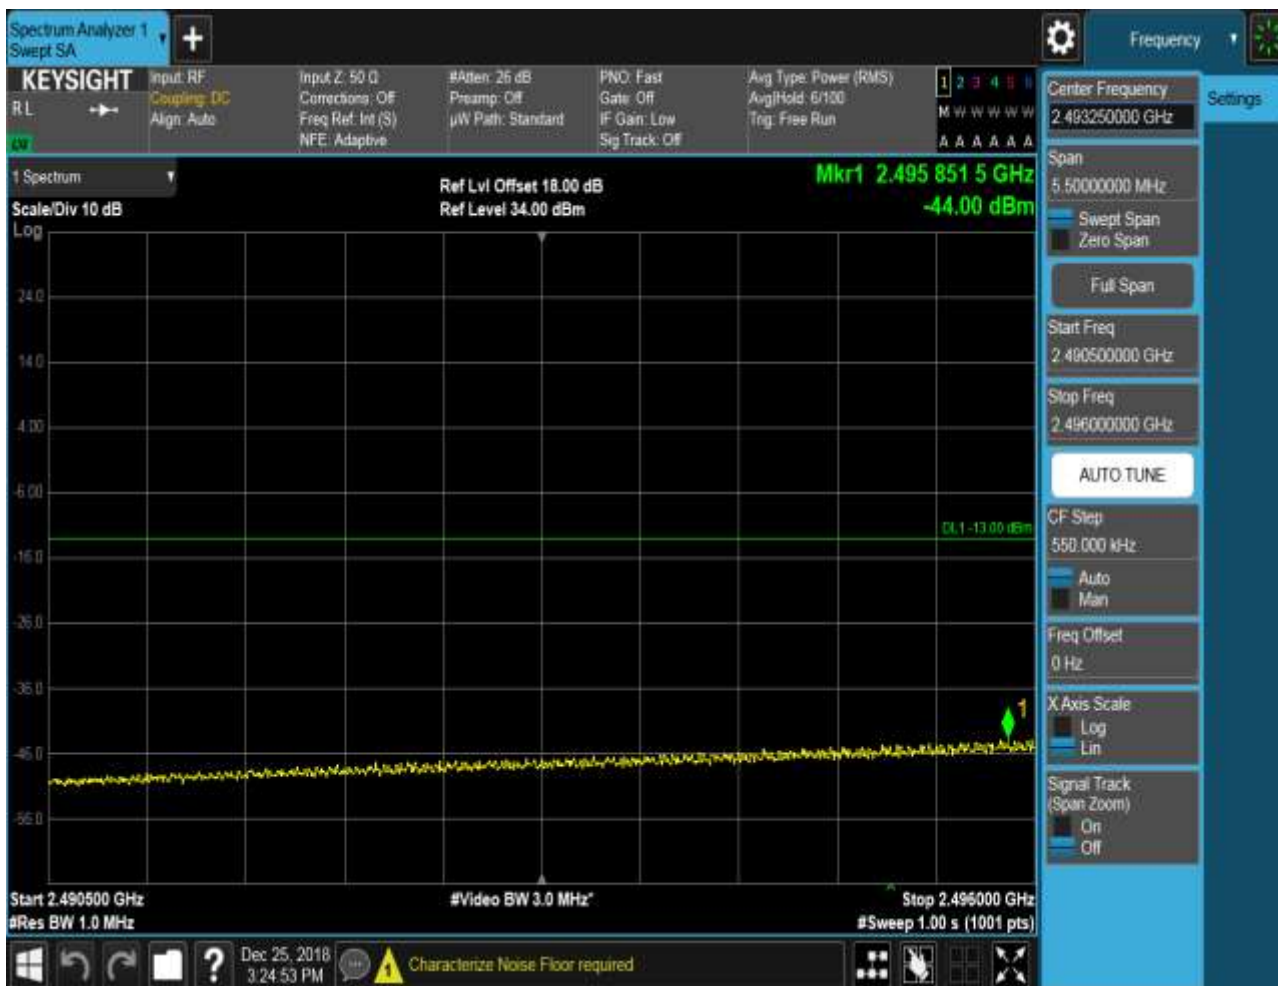 Spectrum Analyzer 1
Swept SA
+
Frequency
KEYSIGHT
R L
Input: RF
Coupling: DC
Align: Auto
Input Z: 50 Ω
Corrections: Off
Freq Ref: Int (S)
NFE: Adaptive
#Atten: 26 dB
Preamp: Off
µW Path: Standard
PNO: Fast
Gate: Off
IF Gain: Low
Sig Track: Off
Avg Type: Power (RMS)
Avg|Hold: 6/100
Trig: Free Run
1 2 3 4 5 6
M W W W W W
A A A A A A
1 Spectrum
Scale/Div 10 dB
Log
Ref Lvl Offset 18.00 dB
Ref Level 34.00 dBm
Mkr1 2.495 851 5 GHz
-44.00 dBm
24.0
14.0
4.00
-6.00
DL1 -13.00 dBm
-16.0
-26.0
-36.0
1
-46.0
-56.0
Start 2.490500 GHz
#Res BW 1.0 MHz
#Video BW 3.0 MHz*
Stop 2.496000 GHz
#Sweep 1.00 s (1001 pts)
?
Dec 25, 2018
3:24:53 PM
1
Characterize Noise Floor required
Center Frequency
2.493250000 GHz
Settings
Span
5.50000000 MHz
Swept Span
Zero Span
Full Span
Start Freq
2.490500000 GHz
Stop Freq
2.496000000 GHz
AUTO TUNE
CF Step
550.000 kHz
Auto
Man
Freq Offset
0 Hz
X Axis Scale
Log
Lin
Signal Track
(Span Zoom)
On
Off